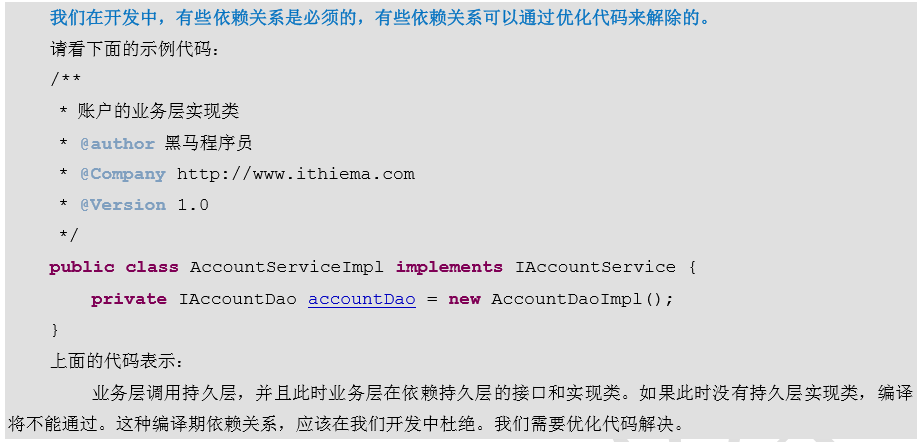 我们在开发中，有些依赖关系是必须的，有些依赖关系可以通过优化代码来解除的。
请看下面的示例代码：
/**
* 账户的业务层实现类
* @author 黑马程序员
* @Company http://www.ithiema.com
* @Version 1.0
*/
public class AccountServiceImpl implements IAccountService {
private IAccountDao accountDao = new AccountDaoImpl();
}
上面的代码表示：
业务层调用持久层，并且此时业务层在依赖持久层的接口和实现类。如果此时没有持久层实现类，编译
将不能通过。这种编译期依赖关系，应该在我们开发中杜绝。我们需要优化代码解决。